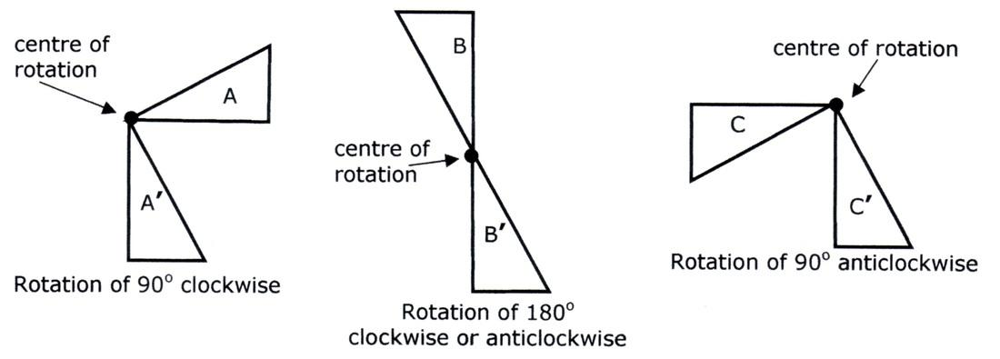 centre of
rotation
A
A′
Rotation of 90° clockwise
B
centre of
rotation
B′
Rotation of 180°
clockwise or anticlockwise
centre of rotation
C
C′
Rotation of 90° anticlockwise